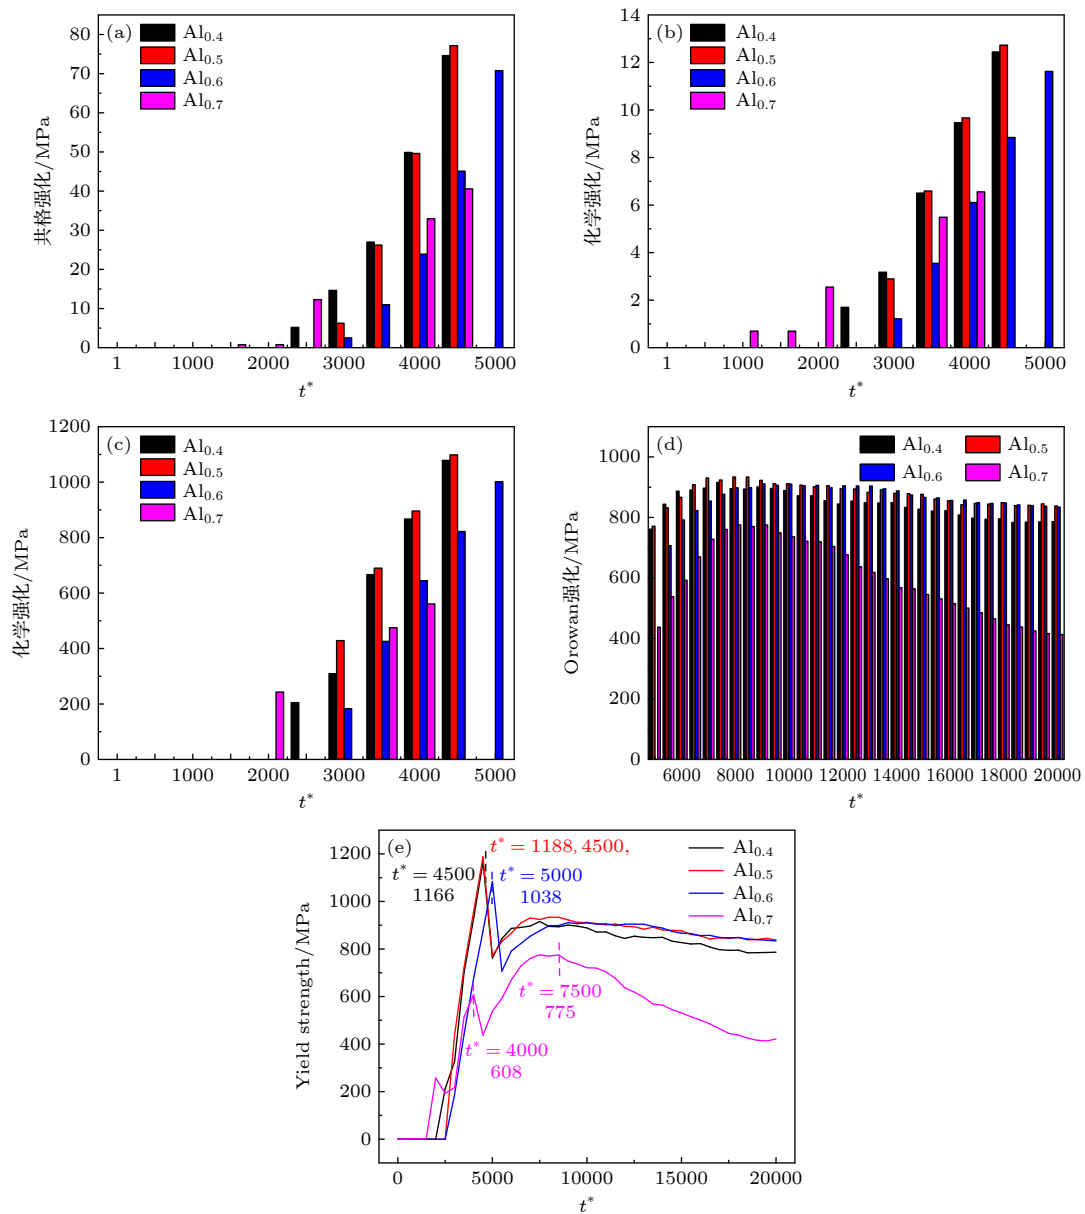 (a)
Al0.4
Al0.5
Al0.6
Al0.7
80
70
60
50
40
30
20
10
0
共格强化/MPa
1 1000 2000 3000 4000 5000
t*
(b)
Al0.4
Al0.5
Al0.6
Al0.7
14
12
10
8
6
4
2
0
化学强化/MPa
1 1000 2000 3000 4000 5000
t*
(c)
Al0.4
Al0.5
Al0.6
Al0.7
1200
1000
800
600
400
200
0
化学强化/MPa
1 1000 2000 3000 4000 5000
t*
(d)
Al0.4 Al0.5
Al0.6 Al0.7
1000
800
600
400
200
0
Orowan强化/MPa
6000 8000 10000 12000 14000 16000 18000 20000
t*
(e)
t* = 1188, 4500,
t* = 4500
1166
t* = 5000
1038
t* = 7500
775
t* = 4000
608
Al0.4
Al0.5
Al0.6
Al0.7
1200
1000
800
600
400
200
0
Yield strength/MPa
0 5000 10000 15000 20000
t*